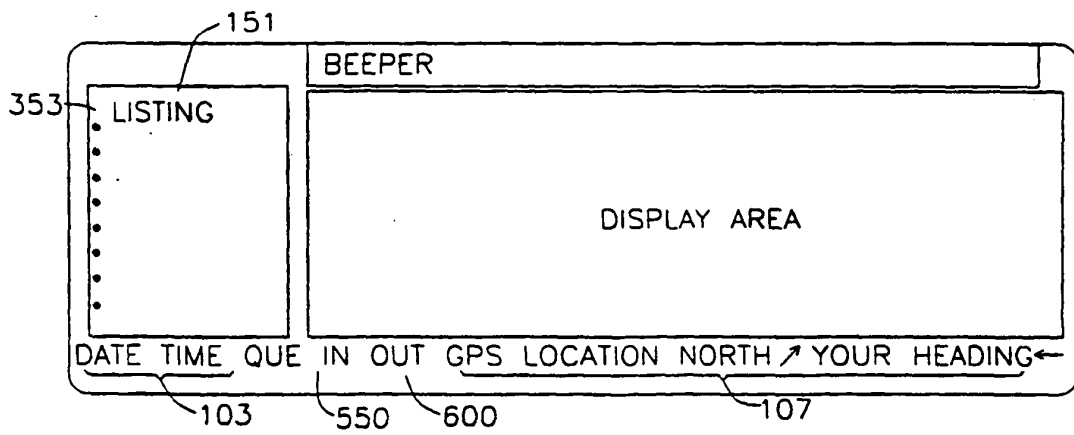 151
BEEPER
353 LISTING
DISPLAY AREA
DATE TIME QUE IN OUT GPS LOCATION NORTH ↗ YOUR HEADING ←
103 550 600 107